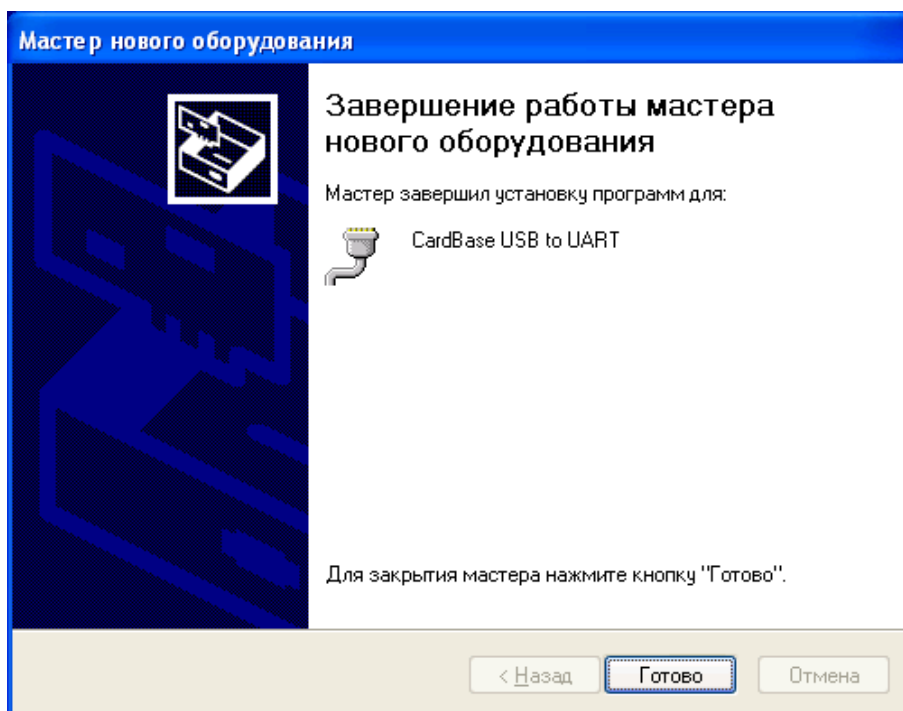 Мастер нового оборудования
Завершение работы мастера
нового оборудования
Мастер завершил установку программ для:
CardBase USB to UART
Для закрытия мастера нажмите кнопку "Готово".
< Назад
Готово
Отмена